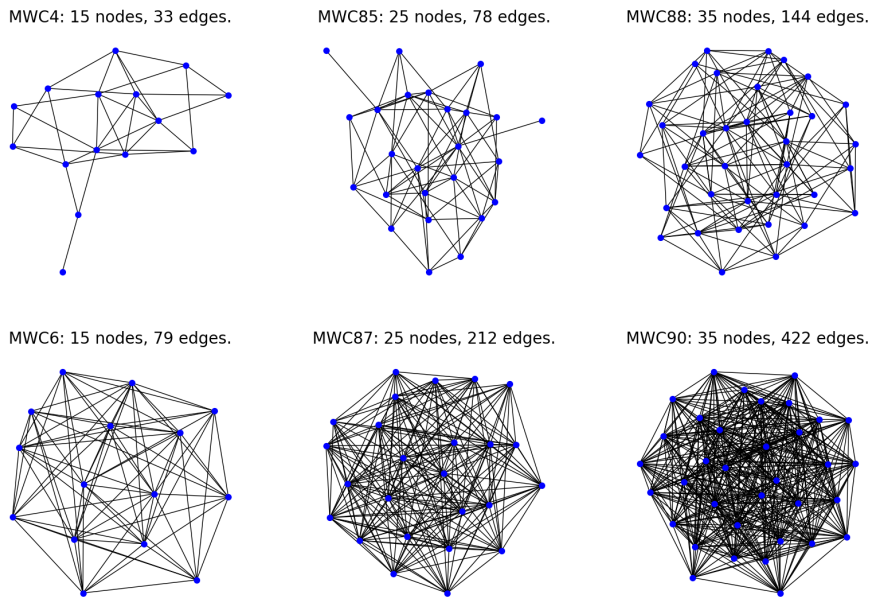 MWC4: 15 nodes, 33 edges.
MWC85: 25 nodes, 78 edges.
MWC88: 35 nodes, 144 edges.
MWC6: 15 nodes, 79 edges.
MWC87: 25 nodes, 212 edges.
MWC90: 35 nodes, 422 edges.